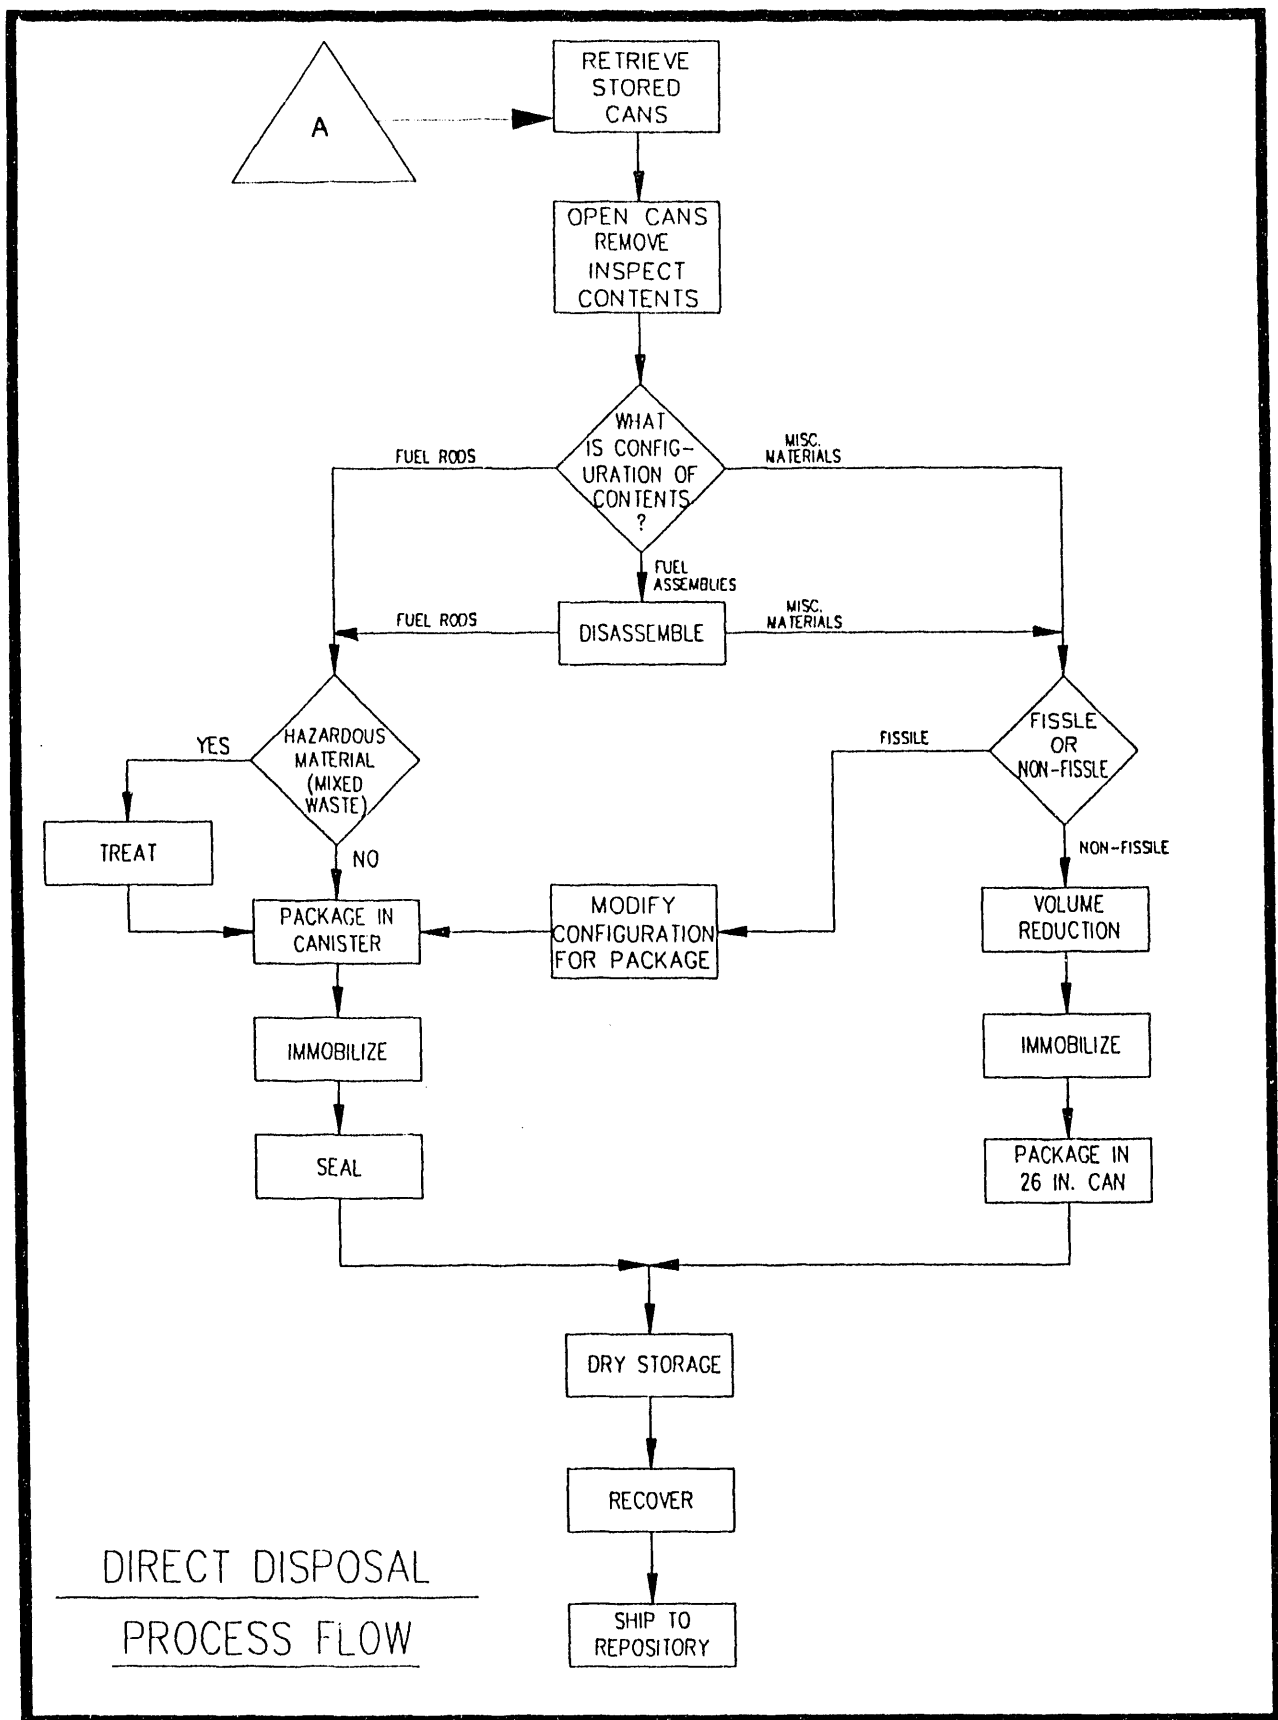 A
RETRIEVE
STORED
CANS
OPEN CANS
REMOVE
INSPECT
CONTENTS
WHAT
IS CONFIG-
URATION OF
CONTENTS
?
FUEL RODS
MISC.
MATERIALS
FUEL
ASSEMBLIES
FUEL RODS
DISASSEMBLE
MISC.
MATERIALS
YES
HAZARDOUS
MATERIAL
(MIXED
WASTE)
FISSILE
FISSLE
OR
NON-FISSLE
TREAT
NO
NON-FISSILE
PACKAGE IN
CANISTER
MODIFY
CONFIGURATION
FOR PACKAGE
VOLUME
REDUCTION
IMMOBILIZE
IMMOBILIZE
SEAL
PACKAGE IN
26 IN. CAN
DRY STORAGE
RECOVER
SHIP TO
REPOSITORY
DIRECT DISPOSAL
PROCESS FLOW